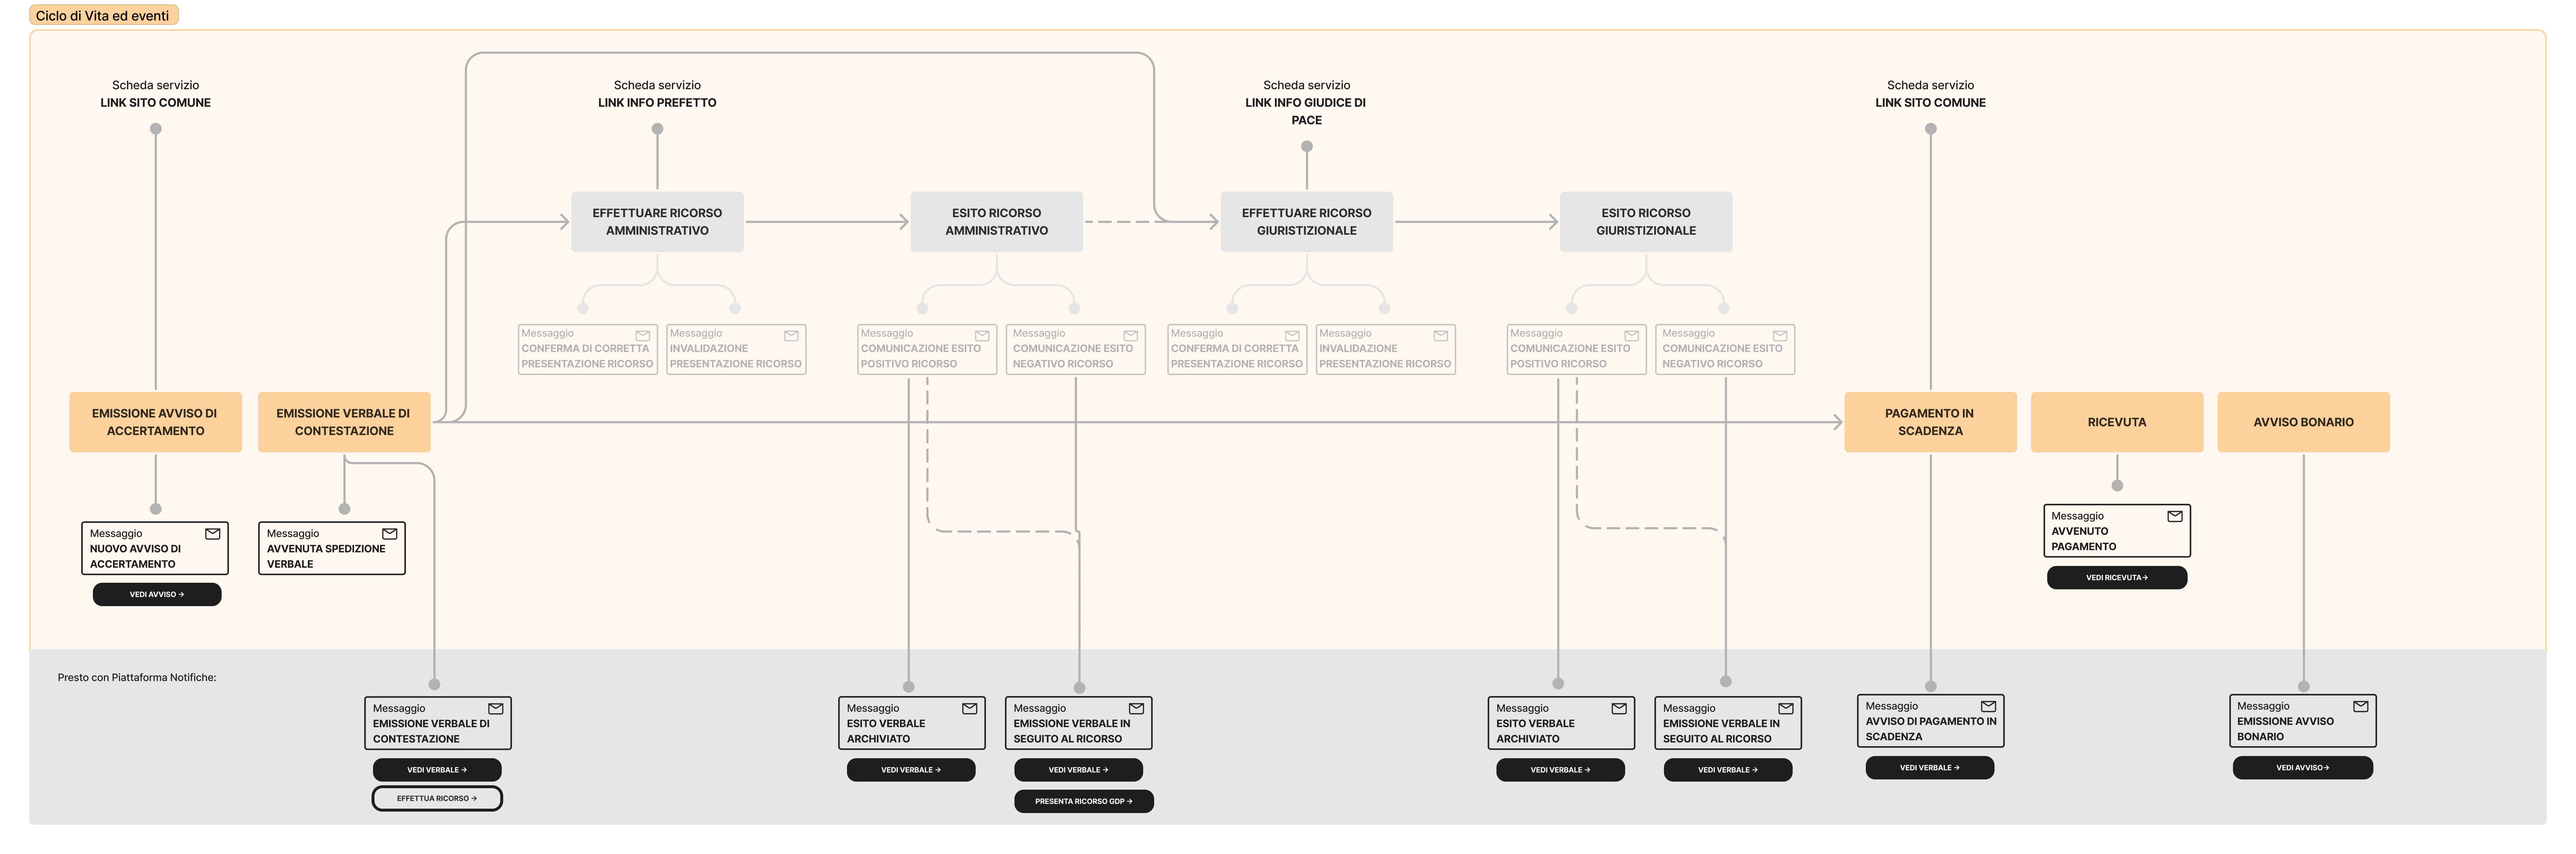 Ciclo di Vita ed eventi
Scheda servizio
LINK SITO COMUNE
Scheda servizio
LINK INFO PREFETTO
Scheda servizio
LINK INFO GIUDICE DI
PACE
Scheda servizio
LINK SITO COMUNE
EFFETTUARE RICORSO
AMMINISTRATIVO
ESITO RICORSO
AMMINISTRATIVO
EFFETTUARE RICORSO
GIURISTIZIONALE
ESITO RICORSO
GIURISTIZIONALE
Messaggio
CONFERMA DI CORRETTA
PRESENTAZIONE RICORSO
Messaggio
INVALIDAZIONE
PRESENTAZIONE RICORSO
Messaggio
COMUNICAZIONE ESITO
POSITIVO RICORSO
Messaggio
COMUNICAZIONE ESITO
NEGATIVO RICORSO
Messaggio
CONFERMA DI CORRETTA
PRESENTAZIONE RICORSO
Messaggio
INVALIDAZIONE
PRESENTAZIONE RICORSO
Messaggio
COMUNICAZIONE ESITO
POSITIVO RICORSO
Messaggio
COMUNICAZIONE ESITO
NEGATIVO RICORSO
EMISSIONE AVVISO DI
ACCERTAMENTO
EMISSIONE VERBALE DI
CONTESTAZIONE
PAGAMENTO IN
SCADENZA
RICEVUTA
AVVISO BONARIO
Messaggio
NUOVO AVVISO DI
ACCERTAMENTO
VEDI AVVISO →
Messaggio
AVVENUTA SPEDIZIONE
VERBALE
Messaggio
AVVENUTO
PAGAMENTO
VEDI RICEVUTA→
Presto con Piattaforma Notifiche:
Messaggio
EMISSIONE VERBALE DI
CONTESTAZIONE
VEDI VERBALE →
EFFETTUA RICORSO →
Messaggio
ESITO VERBALE
ARCHIVIATO
VEDI VERBALE →
Messaggio
EMISSIONE VERBALE IN
SEGUITO AL RICORSO
VEDI VERBALE →
PRESENTA RICORSO GDP →
Messaggio
ESITO VERBALE
ARCHIVIATO
VEDI VERBALE →
Messaggio
EMISSIONE VERBALE IN
SEGUITO AL RICORSO
VEDI VERBALE →
Messaggio
AVVISO DI PAGAMENTO IN
SCADENZA
VEDI VERBALE →
Messaggio
EMISSIONE AVVISO
BONARIO
VEDI AVVISO→